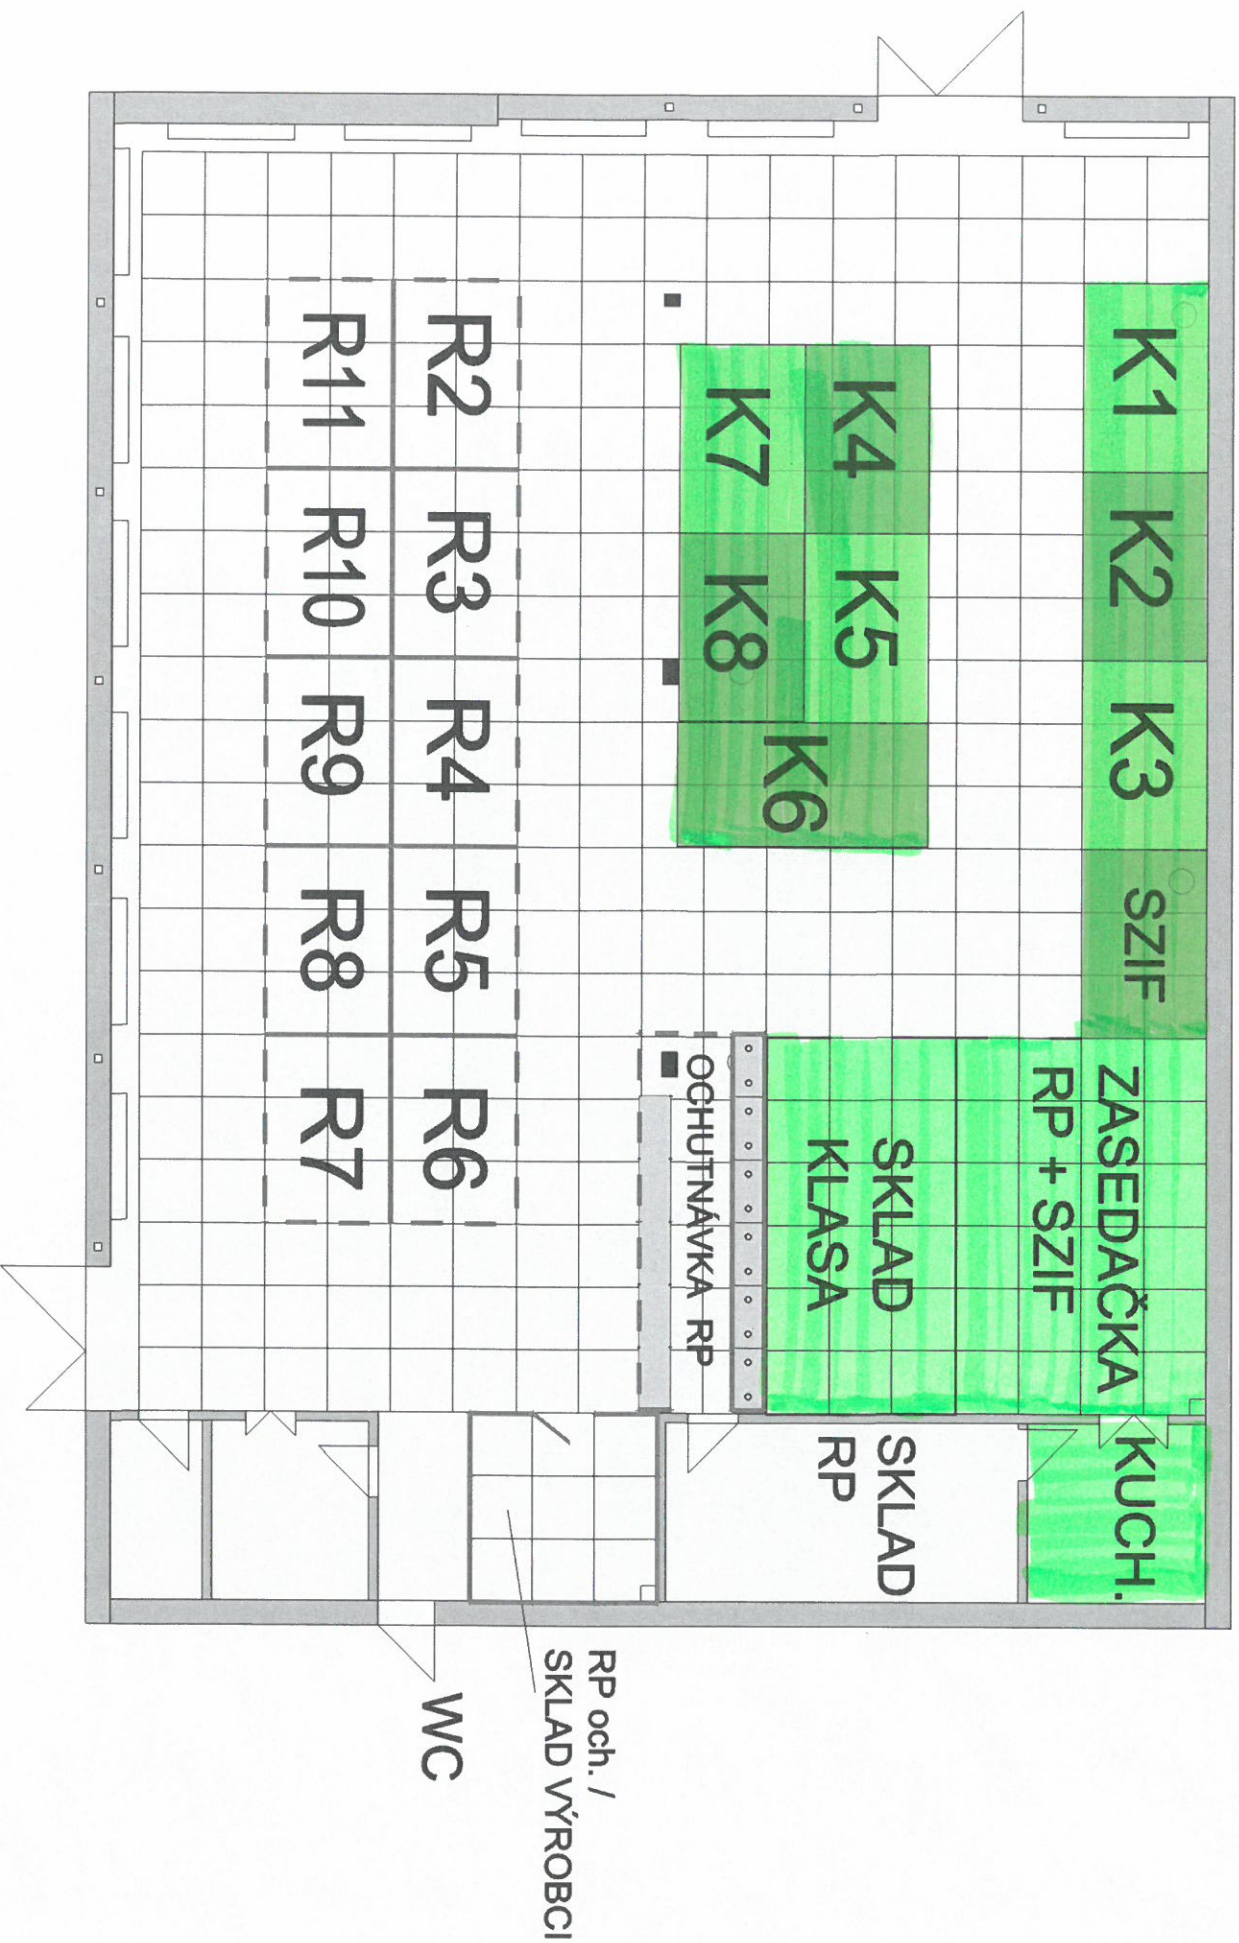 K1
K2
K3
SZIF
ZASEDAČKA
RP + SZIF
KUCH.
K4
K5
K6
K7
K8
SKLAD
KLASA
SKLAD
RP
OCHUTNÁVKA RP
R2
R3
R4
R5
R6
R11
R10
R9
R8
R7
RP och. /
SKLAD VÝROBCI
WC